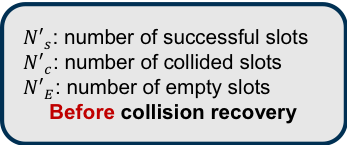 N'ₛ: number of successful slots
N'c: number of collided slots
N'E: number of empty slots
Before collision recovery